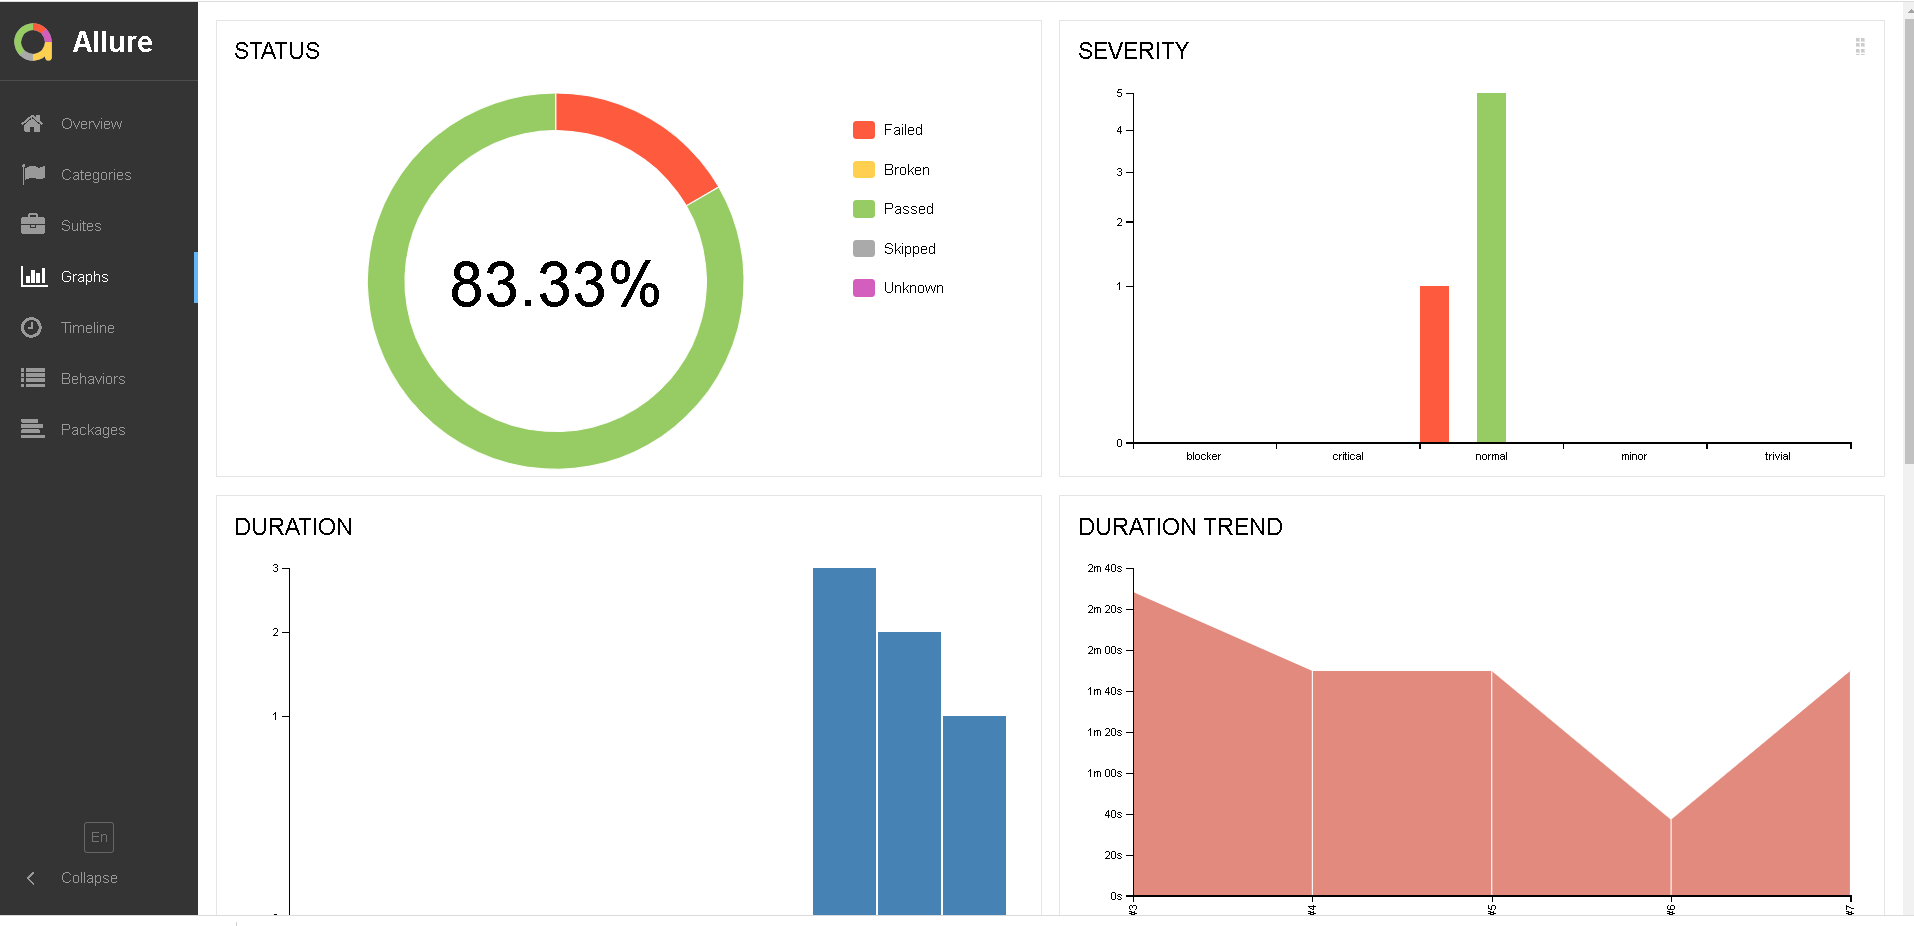 Allure
Overview
Categories
Suites
Graphs
Timeline
Behaviors
Packages
En
Collapse
STATUS
83.33%
Failed
Broken
Passed
Skipped
Unknown
SEVERITY
5
4
3
2
1
0
blocker critical normal minor trivial
DURATION
3
2
1
DURATION TREND
2m 40s
2m 20s
2m 00s
1m 40s
1m 20s
1m 00s
40s
20s
0s
#3 #4 #5 #6 #7